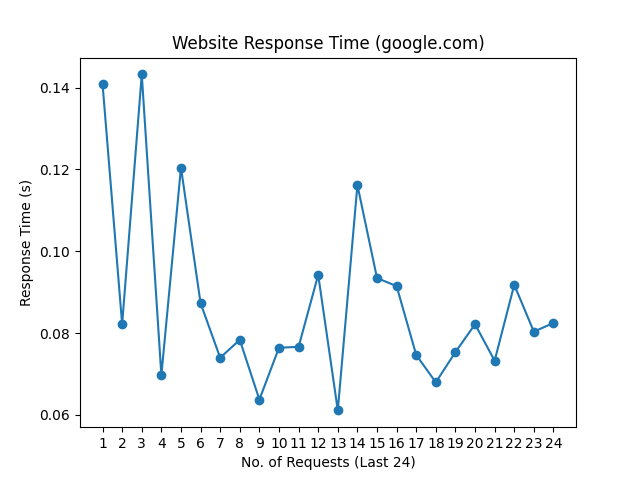 Website Response Time (google.com)
0.14
0.12
0.10
0.08
0.06
Response Time (s)
1 2 3 4 5 6 7 8 9 10 11 12 13 14 15 16 17 18 19 20 21 22 23 24
No. of Requests (Last 24)